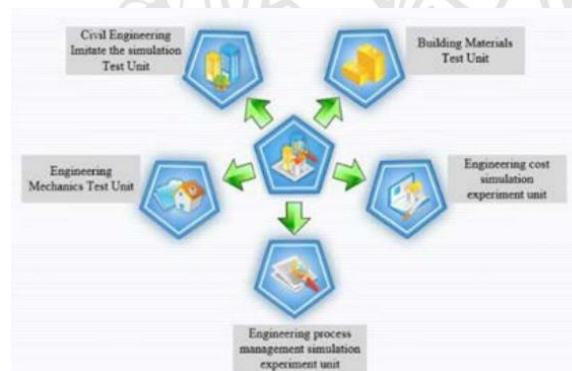 Civil Engineering
Imitate the simulation
Test Unit
Building Materials
Test Unit
Engineering
Mechanics Test Unit
Engineering cost
simulation
experiment unit
Engineering process
management simulation
experiment unit